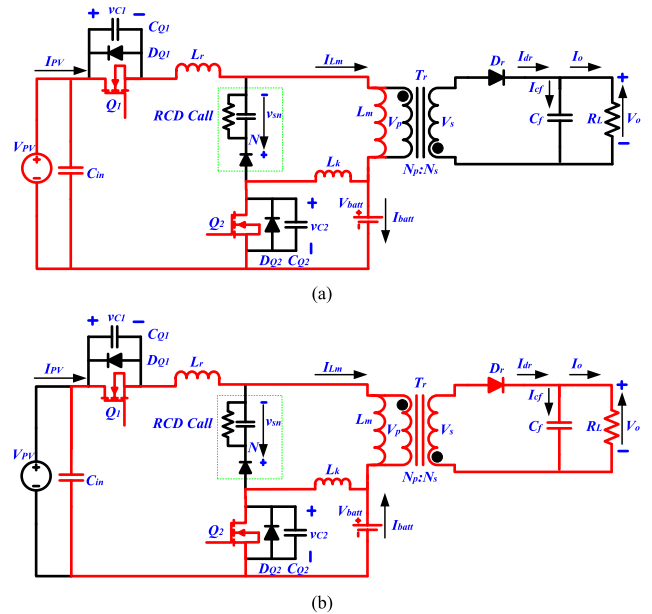 + vC1 −
CQ1
IPV
DQ1
Lr
ILm
Q1
RCD Call
− vsn
N +
Lm
Vp
Tr
Vs
Np:Ns
Dr
Idr
Io
Icf
Cf
RL
+ Vo −
VPV + −
Cin
Lk
Q2
+ vC2 −
DQ2 CQ2
Vbatt +
Ibatt
(a)
+ vC1 −
CQ1
IPV
DQ1
Lr
ILm
Q1
RCD Call
− vsn
N +
Lm
Vp
Tr
Vs
Np:Ns
Dr
Idr
Io
Icf
Cf
RL
+ Vo −
VPV + −
Cin
Lk
Q2
+ vC2 −
DQ2 CQ2
Vbatt +
Ibatt
(b)